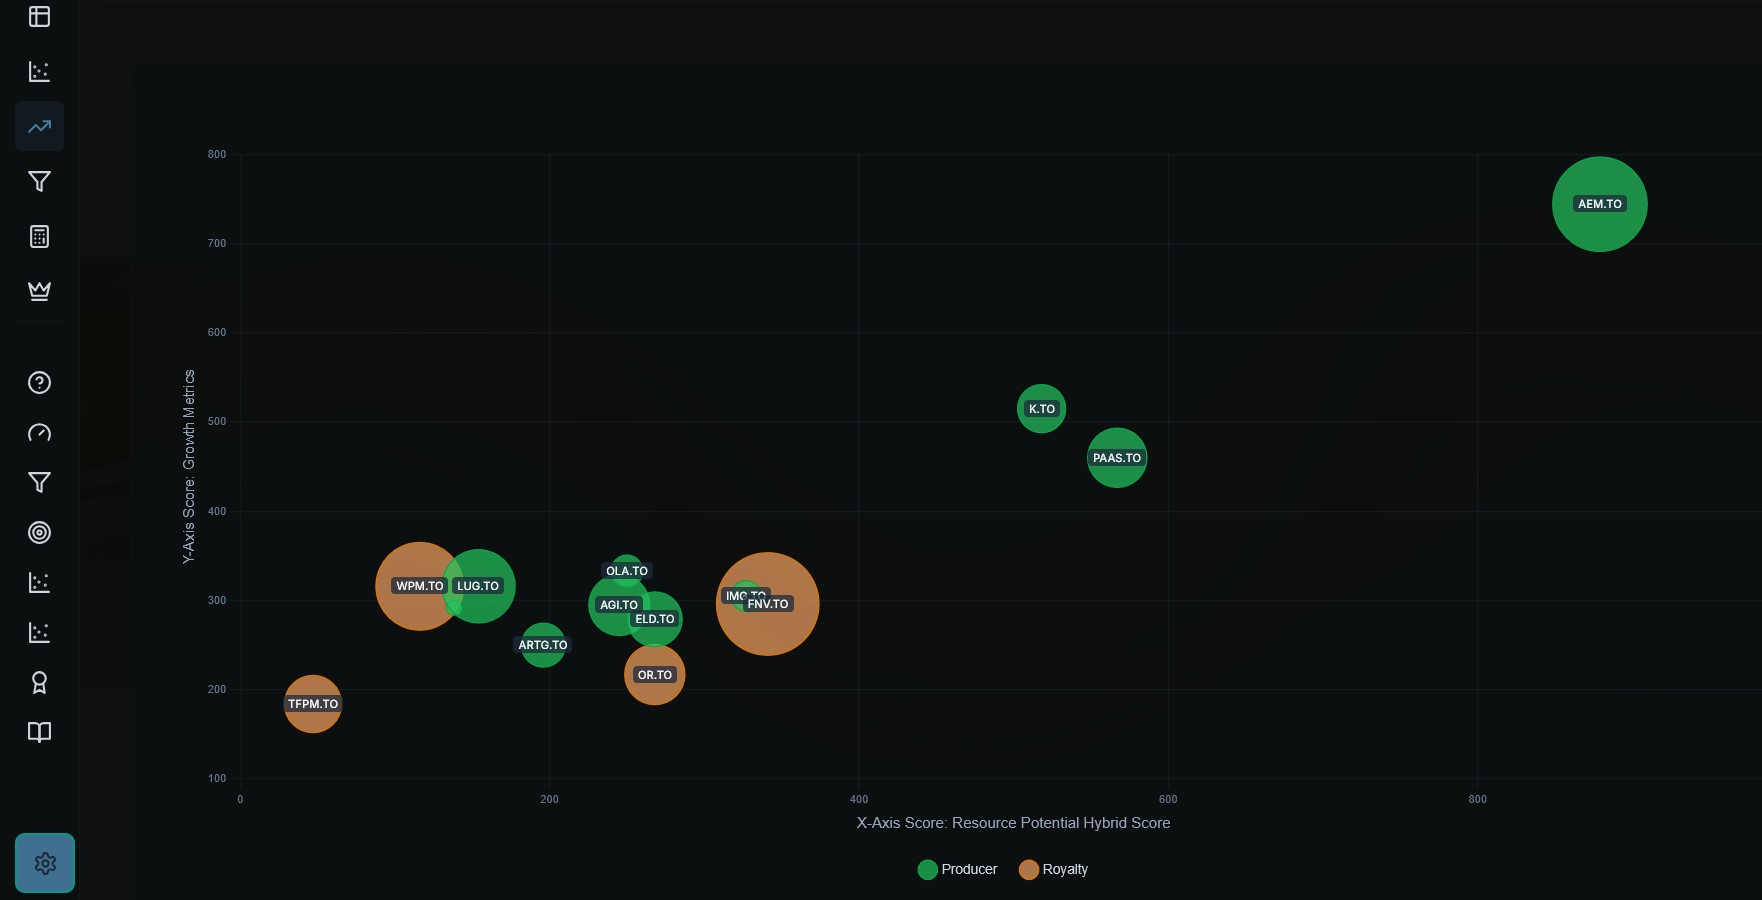 800
700
600
500
400
300
200
100
Y-Axis Score: Growth Metrics
AEM.TO
K.TO
PAAS.TO
OLA.TO
WPM.TO
LUG.TO
AGI.TO
ELD.TO
IMG.TO
FNV.TO
ARTG.TO
OR.TO
TFPM.TO
0
200
400
600
800
X-Axis Score: Resource Potential Hybrid Score
Producer
Royalty